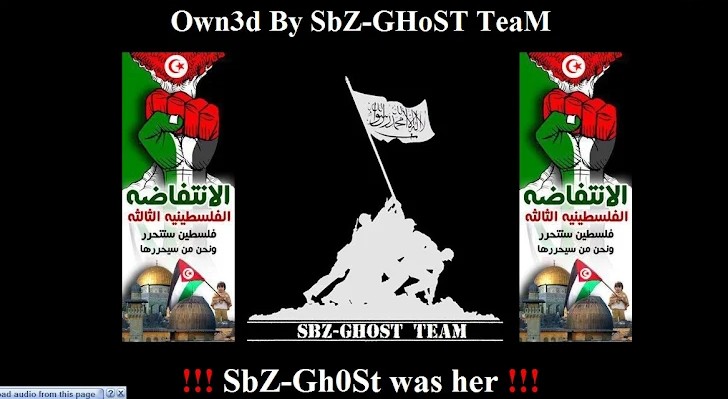 Own3d By SbZ-GHoST TeaM
الانتفاضه
الفلسطينيه الثالثه
فلسطين ستتحرر
ونحن من سيحررها
لا إله إلا الله محمد رسول الله
SBZ-GHOST TEAM
الانتفاضه
الفلسطينيه الثالثه
فلسطين ستتحرر
ونحن من سيحررها
!!! SbZ-Gh0St was her !!!
oad audio from this page